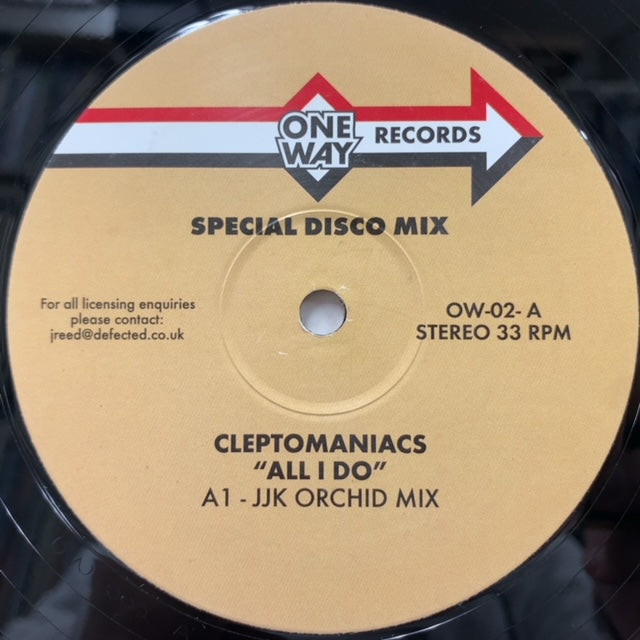 ONE
WAY
RECORDS
SPECIAL DISCO MIX
For all licensing enquiries
please contact:
jreed@defected.co.uk
OW-02- A
STEREO 33 RPM
CLEPTOMANIACS
“ALL I DO”
A1 - JJK ORCHID MIX